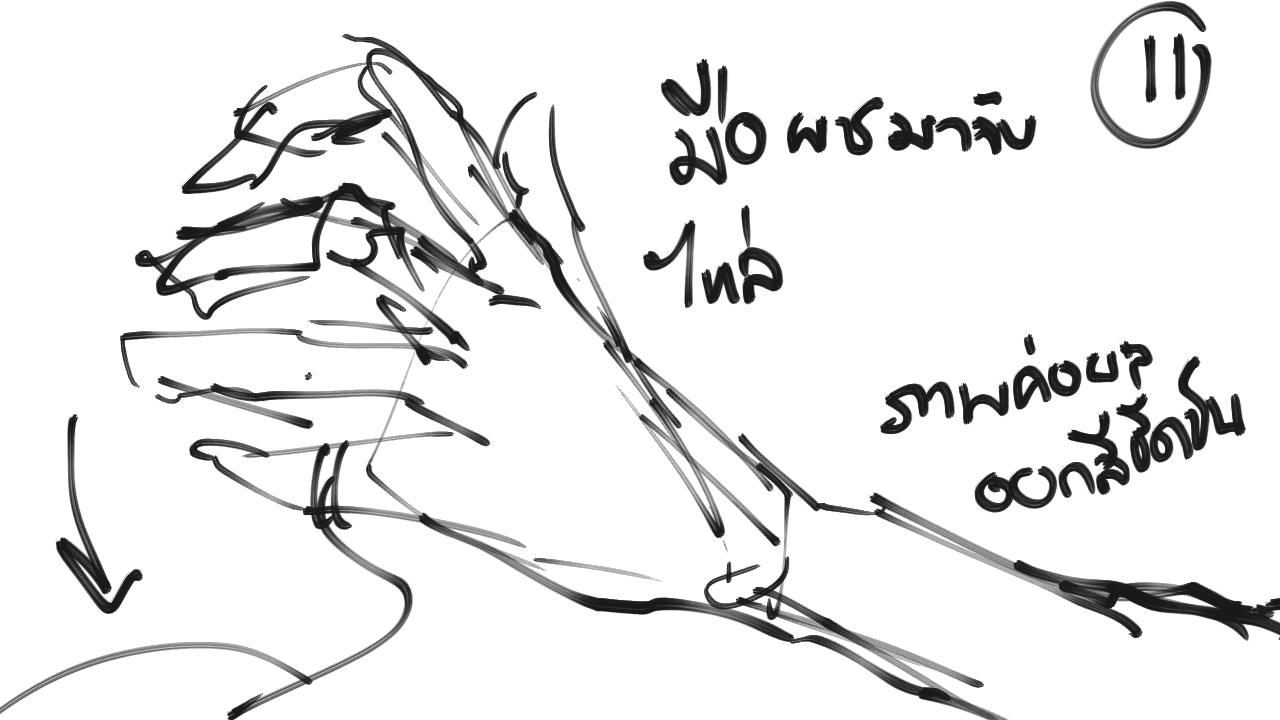 11
มือ ผช มาจับ
ไหล่
ภาพค่อยๆ
ออกสีซีดขึ้น